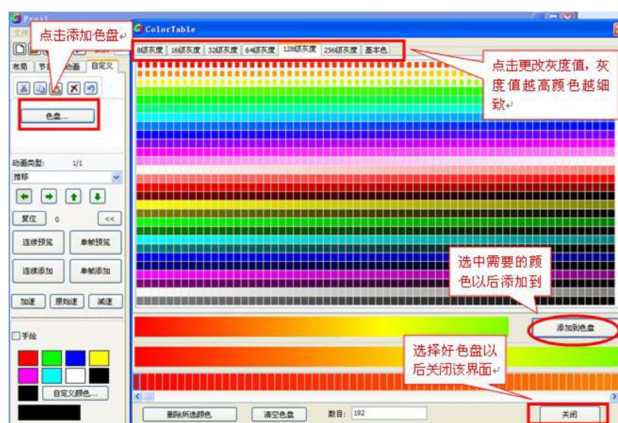 点击添加色盘
ColorTable
8级灰度 16级灰度 32级灰度 64级灰度 128级灰度 256级灰度 基本色
布局
动画
自定义
点击更改灰度值，灰
度值越高颜色越细
致
色盘...
动画类型: 1/1
推移
复位 0 <<
连续预览 单帧预览
连续添加 单帧添加
加速 原始速 减速
手绘
自定义颜色...
选中需要的颜
色以后添加到
添加到色盘
选择好色盘以
后关闭该界面
删除所选颜色 清空色盘 数目: 192 关闭